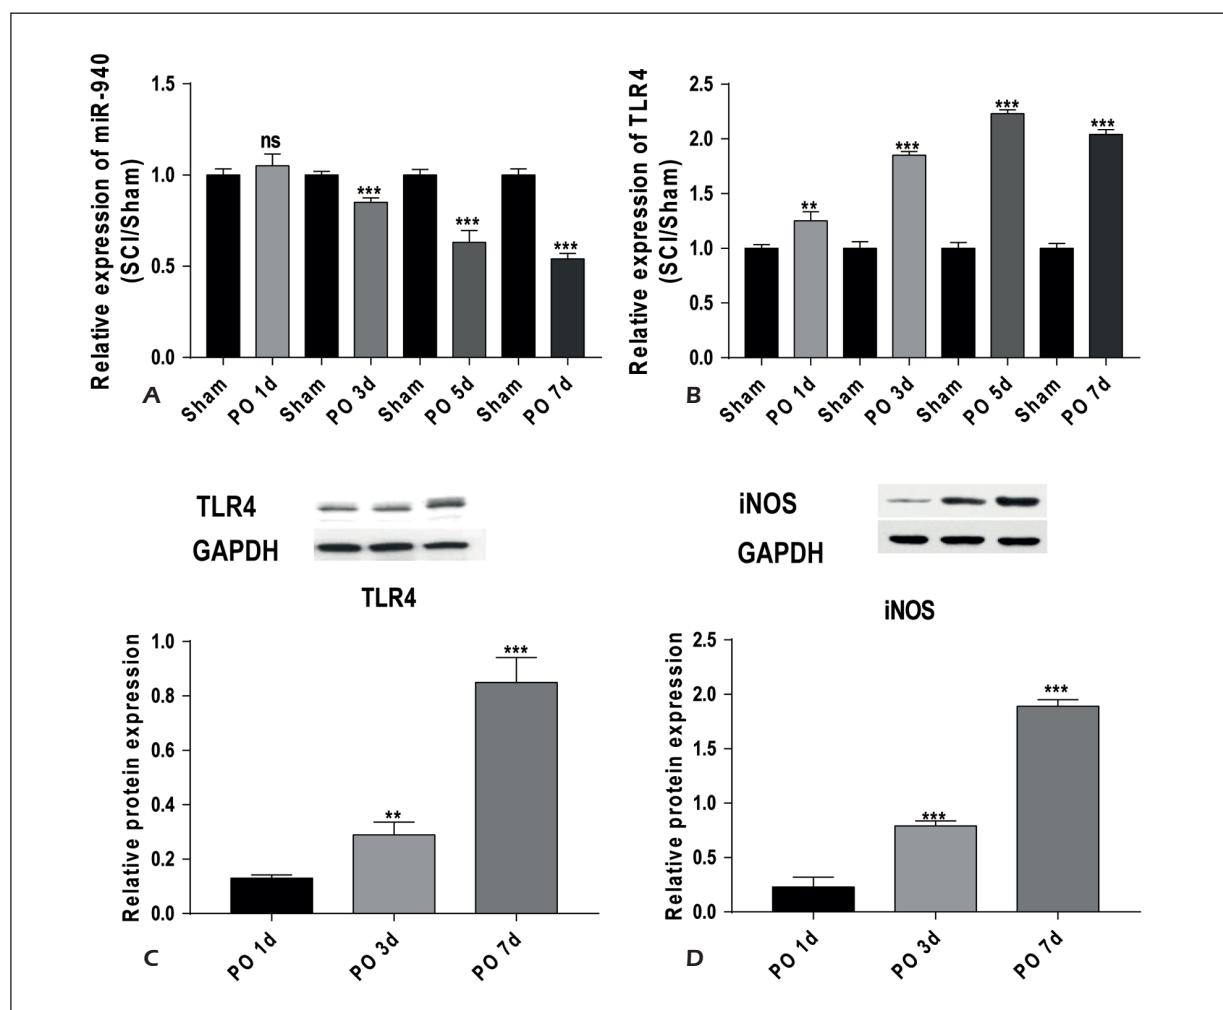 Relative expression of miR-940
(SCI/Sham)
1.5
1.0
0.5
0.0
ns
***
***
***
Sham
PO 1d
Sham
PO 3d
Sham
PO 5d
Sham
PO 7d
A
Relative expression of TLR4
(SCI/Sham)
2.5
2.0
1.5
1.0
0.5
0.0
**
***
***
***
Sham
PO 1d
Sham
PO 3d
Sham
PO 5d
Sham
PO 7d
B
TLR4
GAPDH
TLR4
Relative protein expression
1.0
0.8
0.6
0.4
0.2
0.0
**
***
PO 1d
PO 3d
PO 7d
C
iNOS
GAPDH
iNOS
Relative protein expression
2.5
2.0
1.5
1.0
0.5
0.0
***
***
PO 1d
PO 3d
PO 7d
D